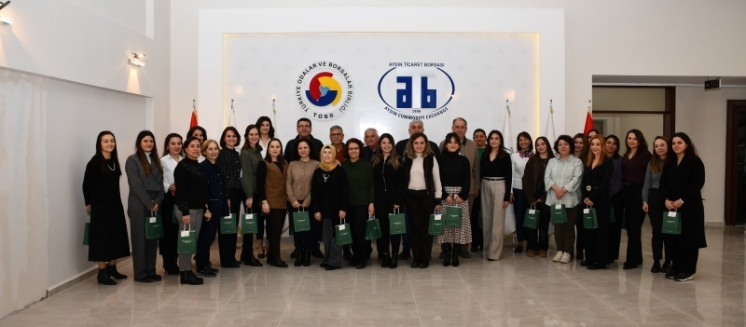 TÜRKİYE ODALAR VE BORSALAR BİRLİĞİ
TOBB
AYDIN TİCARET BORSASI
ab
AYDIN COMMODITY EXCHANGE